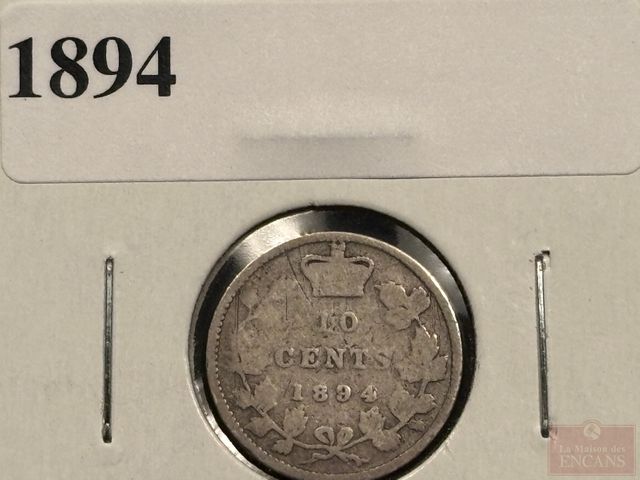 1894
10
CENTS
1894
La Maison des
ENCANS